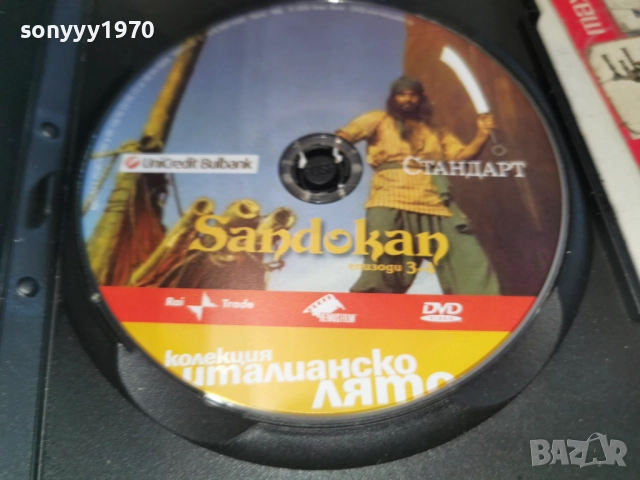 sonyyy1970
UniCredit Bulbank
СТАНДАРТ
Sandokan
епизоди 3-4
Rai Trade
DVD
колекция
италианско
лято
BAZAR